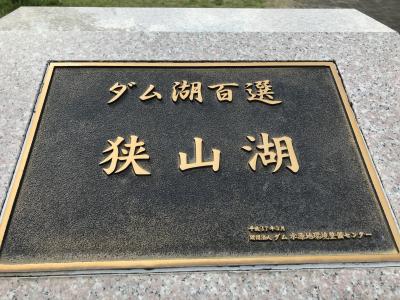 ダム湖百選
狭山湖
平成17年3月
財団法人ダム水源地環境整備センター